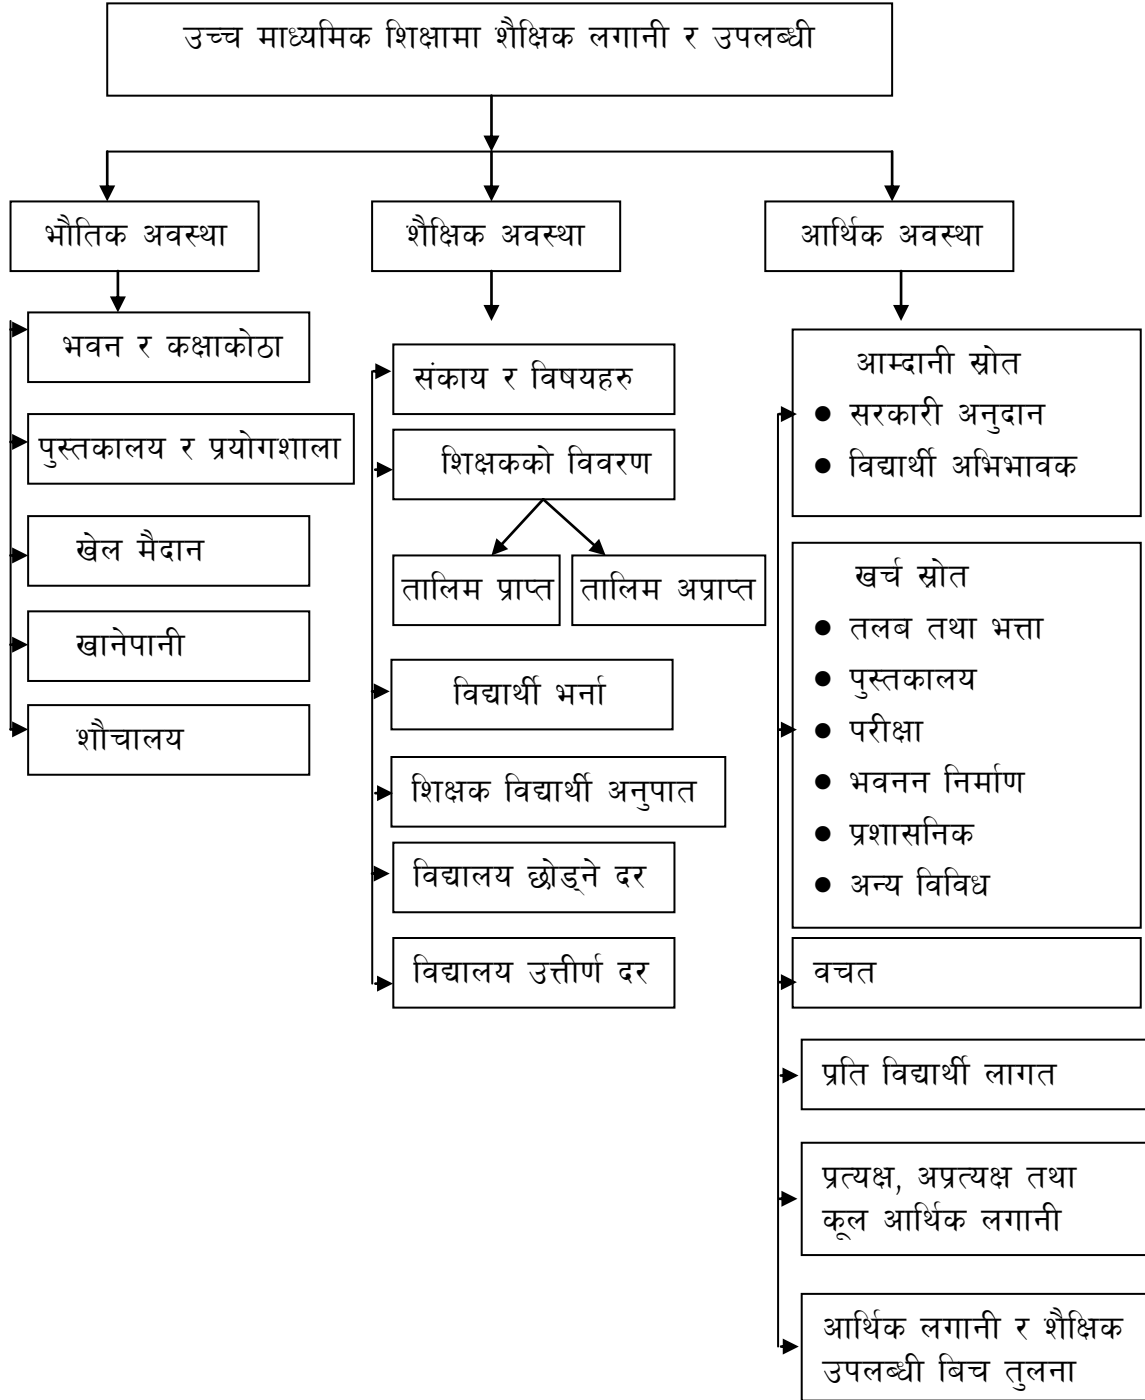 उच्च माध्यमिक शिक्षामा शैक्षिक लगानी र उपलब्धी
भौतिक अवस्था
भवन र कक्षाकोठा
पुस्तकालय र प्रयोगशाला
खेल मैदान
खानेपानी
शौचालय
शैक्षिक अवस्था
संकाय र विषयहरु
शिक्षकको विवरण
तालिम प्राप्त
तालिम अप्राप्त
विद्यार्थी भर्ना
शिक्षक विद्यार्थी अनुपात
विद्यालय छोड्ने दर
विद्यालय उत्तीर्ण दर
आर्थिक अवस्था
आम्दानी स्रोत
● सरकारी अनुदान
● विद्यार्थी अभिभावक
खर्च स्रोत
● तलब तथा भत्ता
● पुस्तकालय
● परीक्षा
● भवनन निर्माण
● प्रशासनिक
● अन्य विविध
वचत
प्रति विद्यार्थी लागत
प्रत्यक्ष, अप्रत्यक्ष तथा
कूल आर्थिक लगानी
आर्थिक लगानी र शैक्षिक
उपलब्धी बिच तुलना